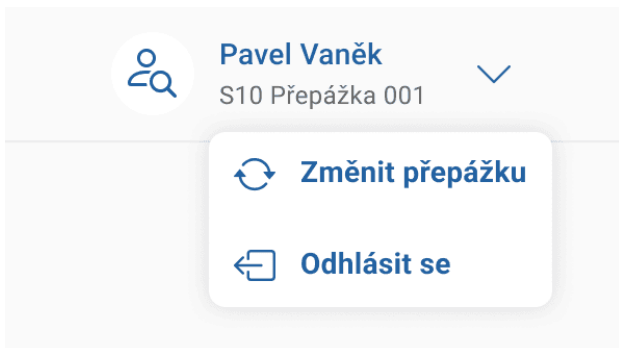 Pavel Vaněk
S10 Přepážka 001
Změnit přepážku
Odhlásit se